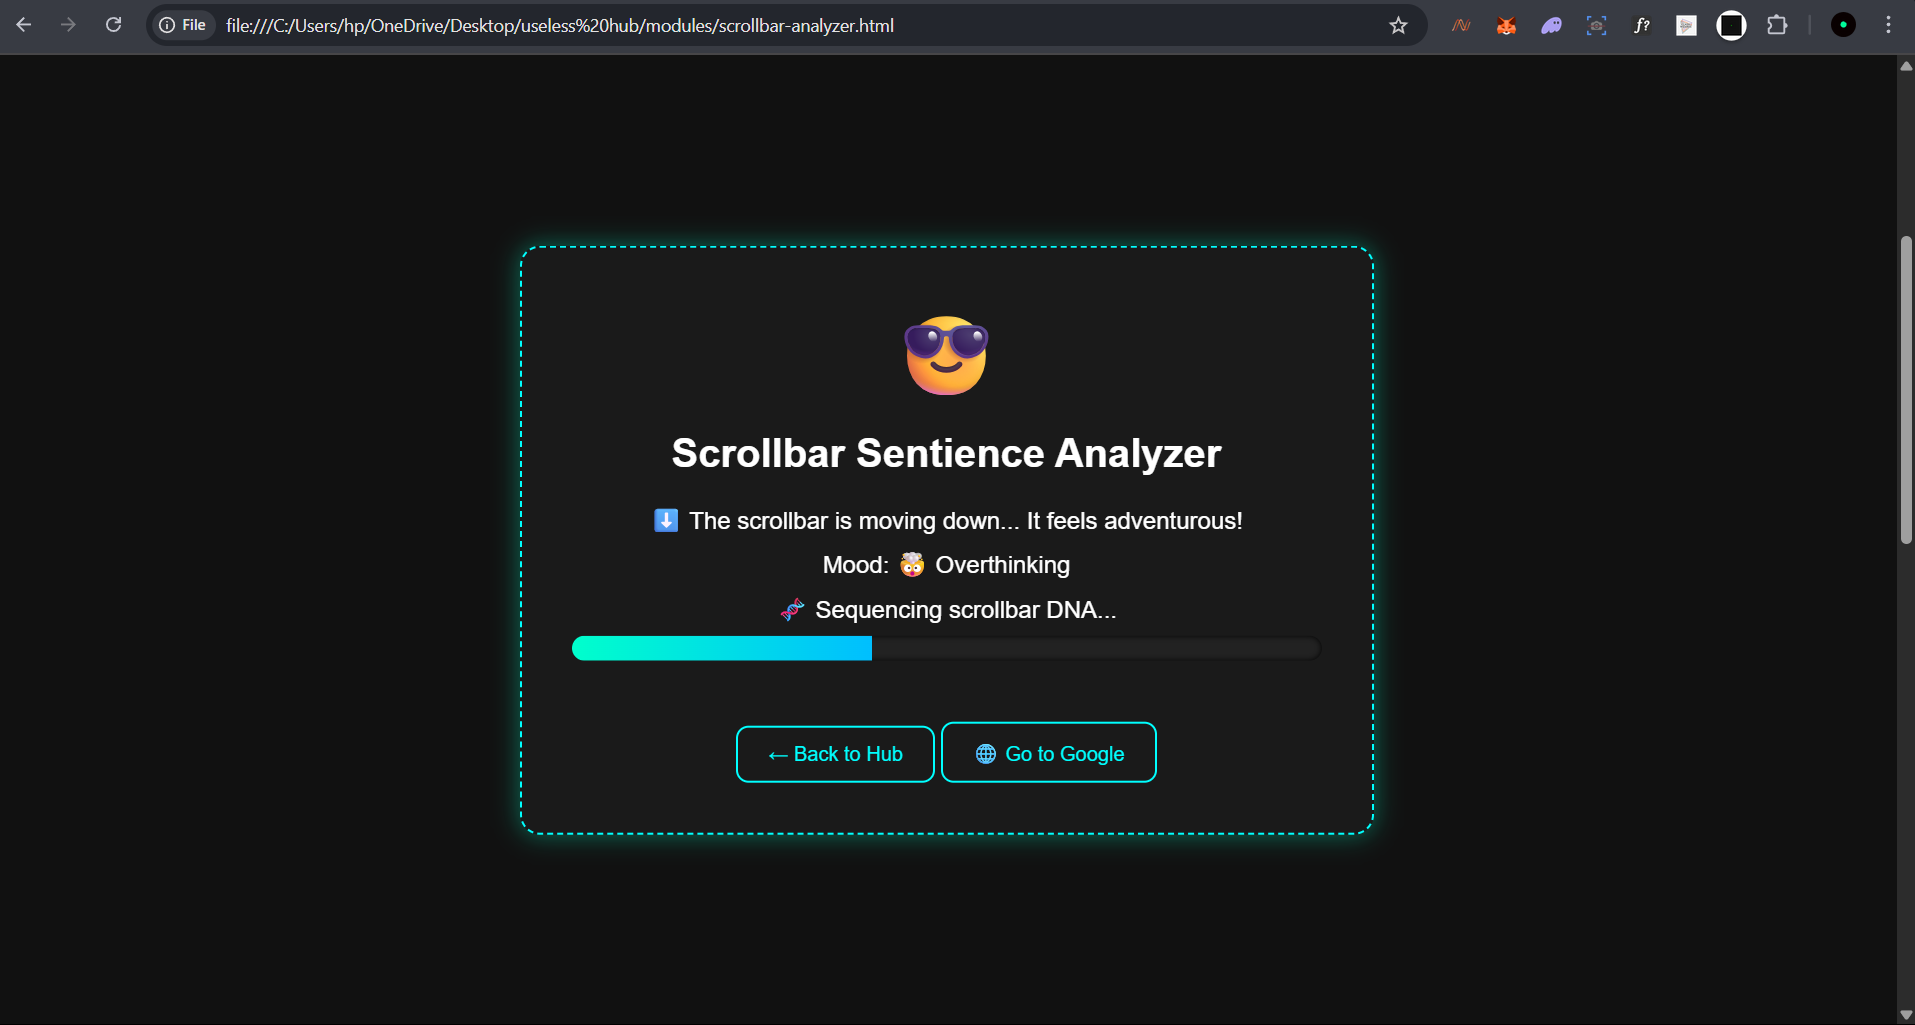 File file:///C:/Users/hp/OneDrive/Desktop/useless%20hub/modules/scrollbar-analyzer.html
f?
Scrollbar Sentience Analyzer
⬇️ The scrollbar is moving down... It feels adventurous!
Mood: 🤯 Overthinking
🧬 Sequencing scrollbar DNA...
← Back to Hub 🌐 Go to Google